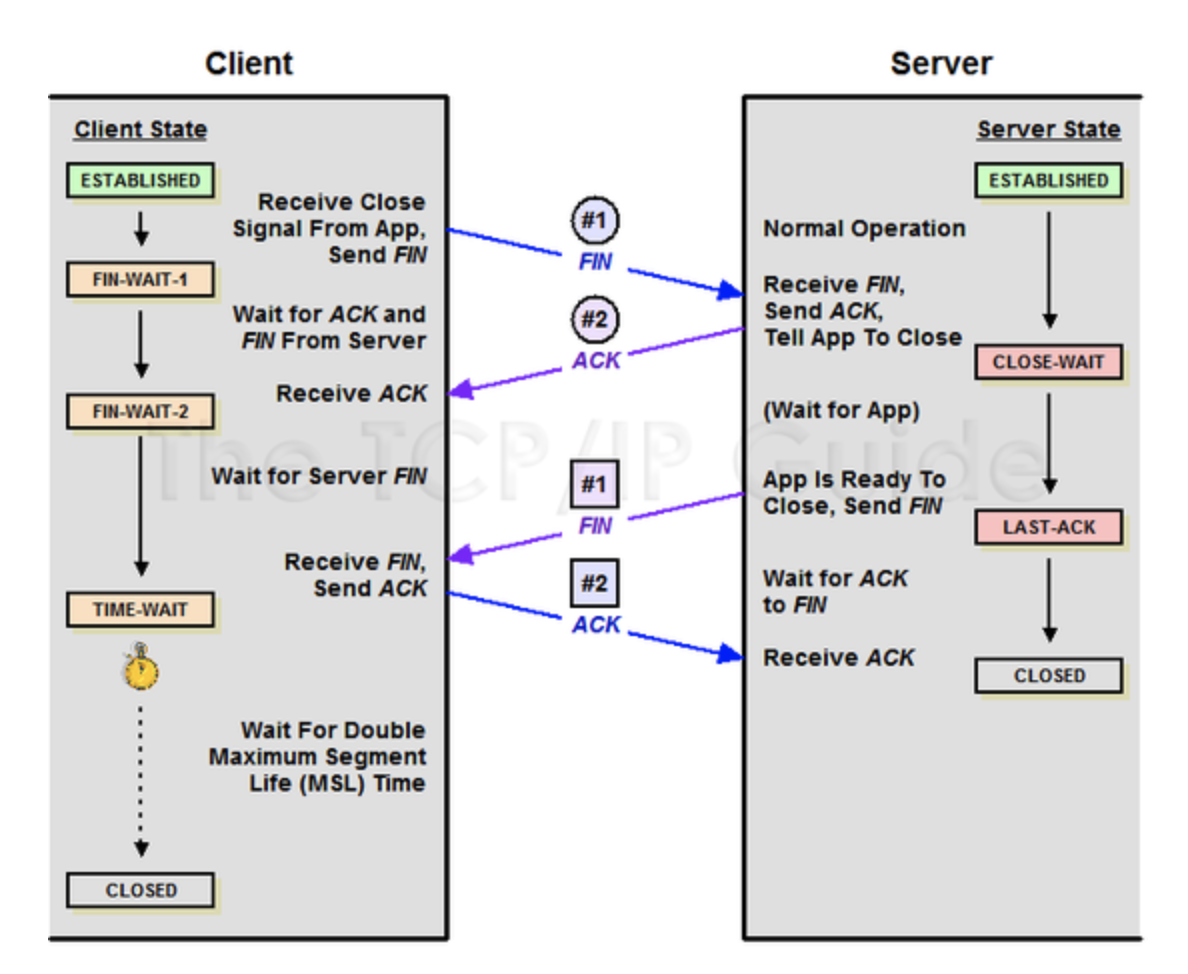 Client
Client State
ESTABLISHED
Receive Close
Signal From App,
Send FIN
FIN-WAIT-1
Wait for ACK and
FIN From Server
Receive ACK
FIN-WAIT-2
Wait for Server FIN
Receive FIN,
Send ACK
TIME-WAIT
Wait For Double
Maximum Segment
Life (MSL) Time
CLOSED
#1
FIN
#2
ACK
#1
FIN
#2
ACK
Server
Server State
ESTABLISHED
Normal Operation
Receive FIN,
Send ACK,
Tell App To Close
CLOSE-WAIT
(Wait for App)
App Is Ready To
Close, Send FIN
LAST-ACK
Wait for ACK
to FIN
Receive ACK
CLOSED
The TCP/IP Guide